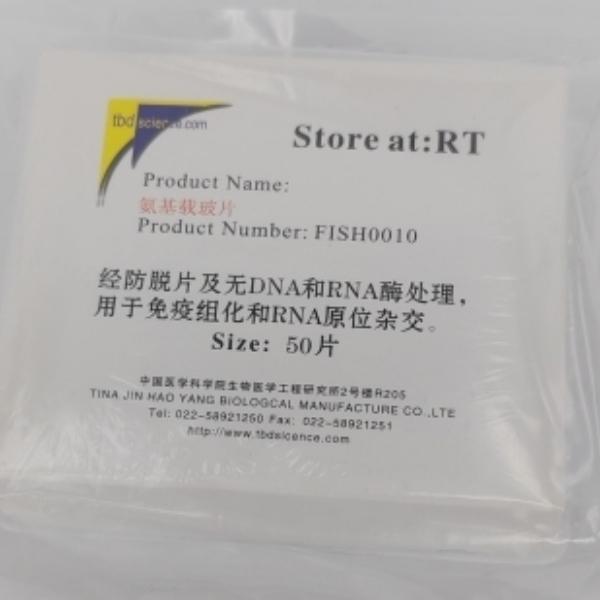 tbdscience.com
Store at:RT
Product Name:
氨基载玻片
Product Number: FISH0010
经防脱片及无DNA和RNA酶处理，
用于免疫组化和RNA原位杂交。
Size: 50片
中国医学科学院生物医学工程研究所2号楼R205
TINA JIN HAO YANG BIOLOGCAL MANUFACTURE CO.,LTE
Tel: 022-58921250 Fax: 022-58921251
http://www.tbdsicence.com